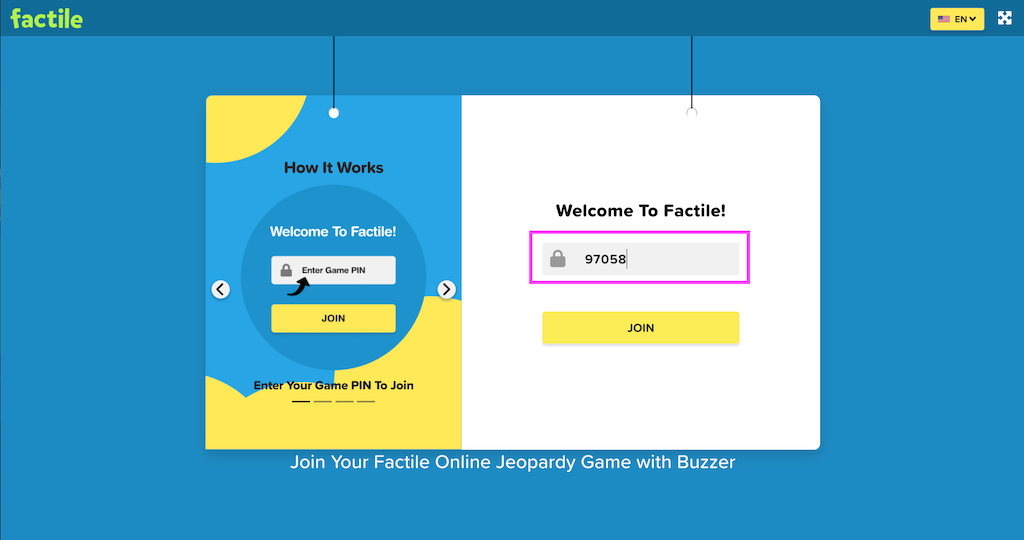 factile
EN
How It Works
Welcome To Factile!
Enter Game PIN
JOIN
Enter Your Game PIN To Join
Welcome To Factile!
97058
JOIN
Join Your Factile Online Jeopardy Game with Buzzer